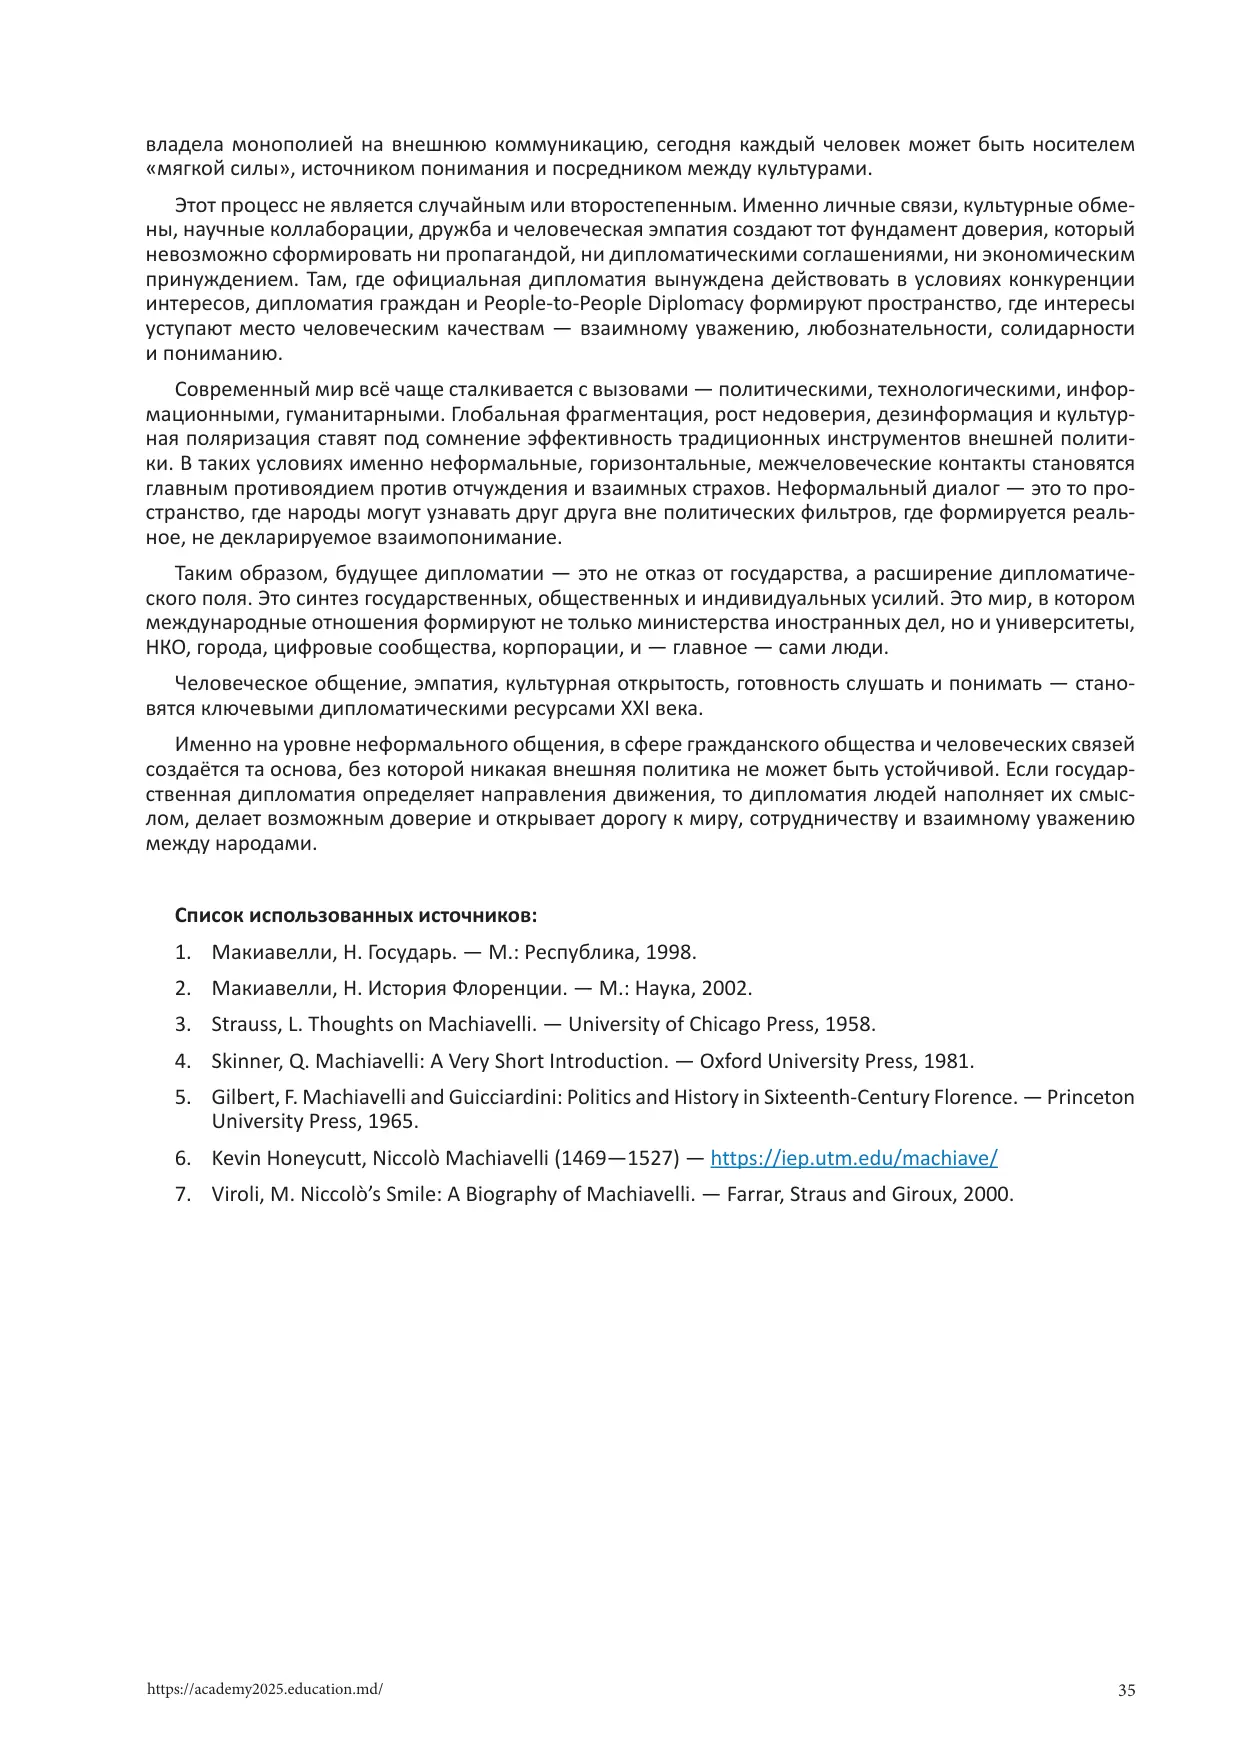 владела монополией на внешнюю коммуникацию, сегодня каждый человек может быть носителем
«мягкой силы», источником понимания и посредником между культурами.
Этот процесс не является случайным или второстепенным. Именно личные связи, культурные обме-
ны, научные коллаборации, дружба и человеческая эмпатия создают тот фундамент доверия, который
невозможно сформировать ни пропагандой, ни дипломатическими соглашениями, ни экономическим
принуждением. Там, где официальная дипломатия вынуждена действовать в условиях конкуренции
интересов, дипломатия граждан и People-to-People Diplomacy формируют пространство, где интересы
уступают место человеческим качествам — взаимному уважению, любознательности, солидарности
и пониманию.
Современный мир всё чаще сталкивается с вызовами — политическими, технологическими, инфор-
мационными, гуманитарными. Глобальная фрагментация, рост недоверия, дезинформация и культур-
ная поляризация ставят под сомнение эффективность традиционных инструментов внешней полити-
ки. В таких условиях именно неформальные, горизонтальные, межчеловеческие контакты становятся
главным противоядием против отчуждения и взаимных страхов. Неформальный диалог — это то про-
странство, где народы могут узнавать друг друга вне политических фильтров, где формируется реаль-
ное, не декларируемое взаимопонимание.
Таким образом, будущее дипломатии — это не отказ от государства, а расширение дипломатиче-
ского поля. Это синтез государственных, общественных и индивидуальных усилий. Это мир, в котором
международные отношения формируют не только министерства иностранных дел, но и университеты,
НКО, города, цифровые сообщества, корпорации, и — главное — сами люди.
Человеческое общение, эмпатия, культурная открытость, готовность слушать и понимать — стано-
вятся ключевыми дипломатическими ресурсами XXI века.
Именно на уровне неформального общения, в сфере гражданского общества и человеческих связей
создаётся та основа, без которой никакая внешняя политика не может быть устойчивой. Если государ-
ственная дипломатия определяет направления движения, то дипломатия людей наполняет их смыс-
лом, делает возможным доверие и открывает дорогу к миру, сотрудничеству и взаимному уважению
между народами.
Список использованных источников:
1. Макиавелли, Н. Государь. — М.: Республика, 1998.
2. Макиавелли, Н. История Флоренции. — М.: Наука, 2002.
3. Strauss, L. Thoughts on Machiavelli. — University of Chicago Press, 1958.
4. Skinner, Q. Machiavelli: A Very Short Introduction. — Oxford University Press, 1981.
5. Gilbert, F. Machiavelli and Guicciardini: Politics and History in Sixteenth-Century Florence. — Princeton
University Press, 1965.
6. Kevin Honeycutt, Niccolò Machiavelli (1469—1527) — https://iep.utm.edu/machiave/
7. Viroli, M. Niccolò’s Smile: A Biography of Machiavelli. — Farrar, Straus and Giroux, 2000.
https://academy2025.education.md/
35